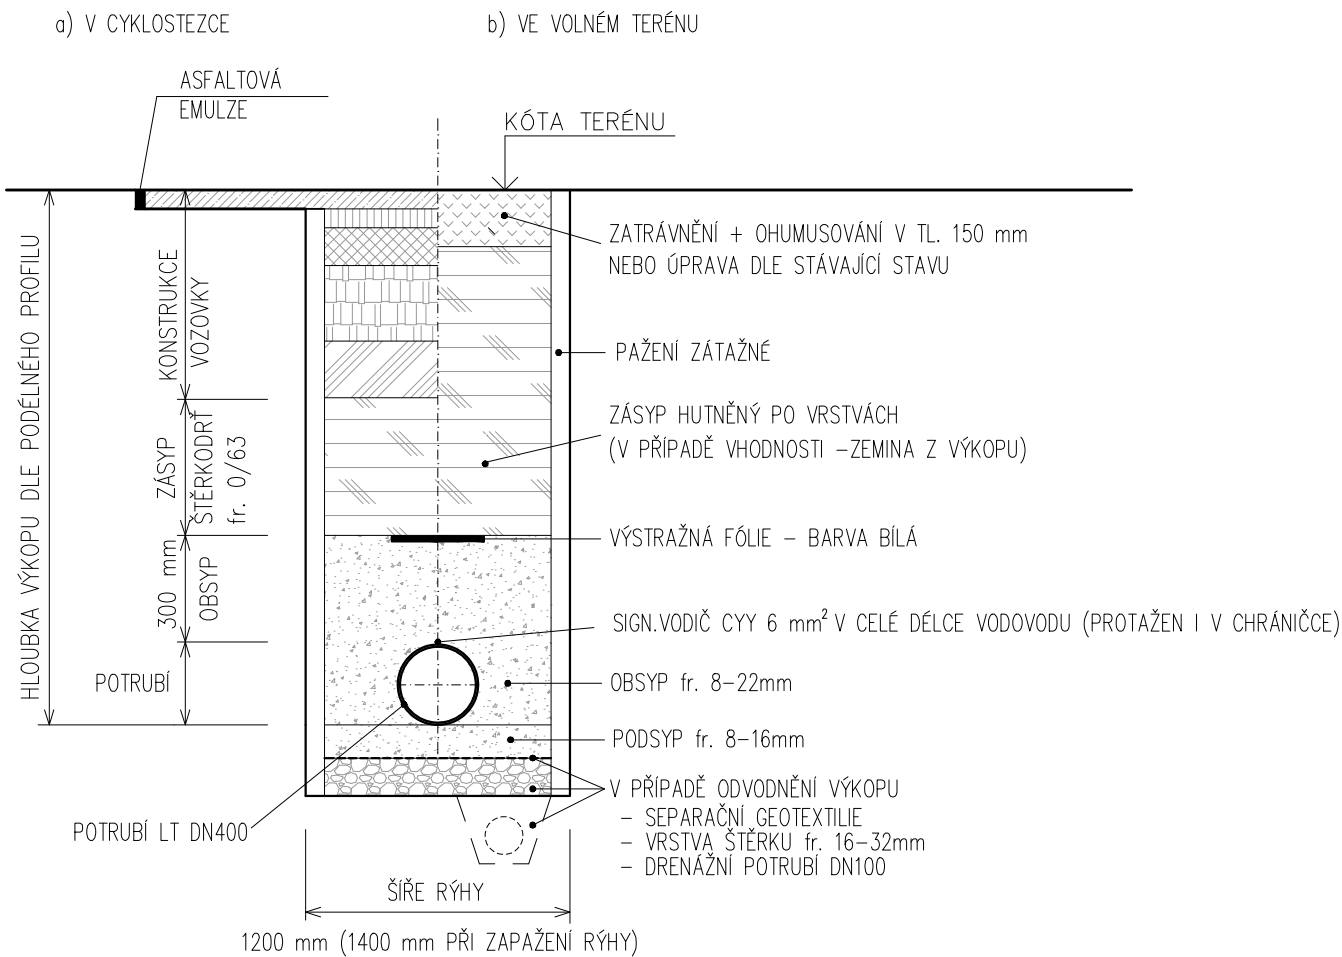 a) V CYKLOSTEZCE
b) VE VOLNÉM TERÉNU
ASFALTOVÁ
EMULZE
KÓTA TERÉNU
ZATRÁVNĚNÍ + OHUMUSOVÁNÍ V TL. 150 mm
NEBO ÚPRAVA DLE STÁVAJÍCÍ STAVU
HLOUBKA VÝKOPU DLE PODÉLNÉHO PROFILU
KONSTRUKCE
VOZOVKY
PAŽENÍ ZÁTAŽNÉ
ZÁSYP
ŠTĚRKODRŤ
fr. 0/63
ZÁSYP HUTNĚNÝ PO VRSTVÁCH
(V PŘÍPADĚ VHODNOSTI –ZEMINA Z VÝKOPU)
VÝSTRAŽNÁ FÓLIE – BARVA BÍLÁ
300 mm
OBSYP
SIGN.VODIČ CYY 6 mm² V CELÉ DÉLCE VODOVODU (PROTAŽEN I V CHRÁNIČCE)
POTRUBÍ
OBSYP fr. 8–22mm
PODSYP fr. 8–16mm
V PŘÍPADĚ ODVODNĚNÍ VÝKOPU
– SEPARAČNÍ GEOTEXTILIE
– VRSTVA ŠTĚRKU fr. 16–32mm
– DRENÁŽNÍ POTRUBÍ DN100
POTRUBÍ LT DN400
ŠÍŘE RÝHY
1200 mm (1400 mm PŘI ZAPAŽENÍ RÝHY)